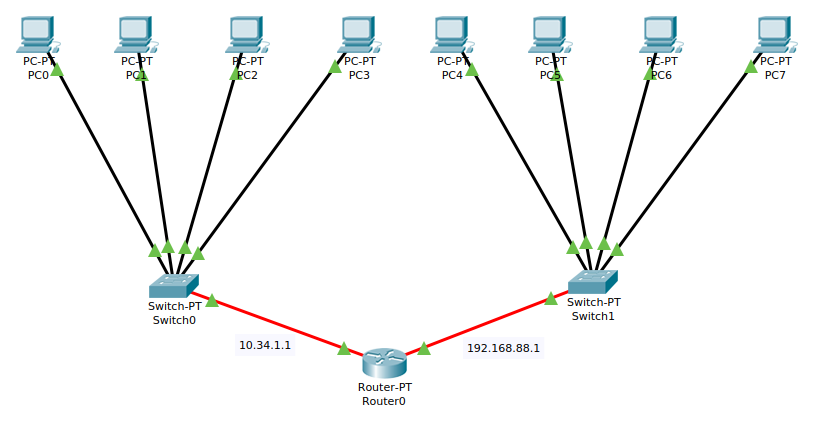 PC-PT
PC0
PC-PT
PC1
PC-PT
PC2
PC-PT
PC3
PC-PT
PC4
PC-PT
PC5
PC-PT
PC6
PC-PT
PC7
Switch-PT
Switch0
Switch-PT
Switch1
10.34.1.1
192.168.88.1
Router-PT
Router0